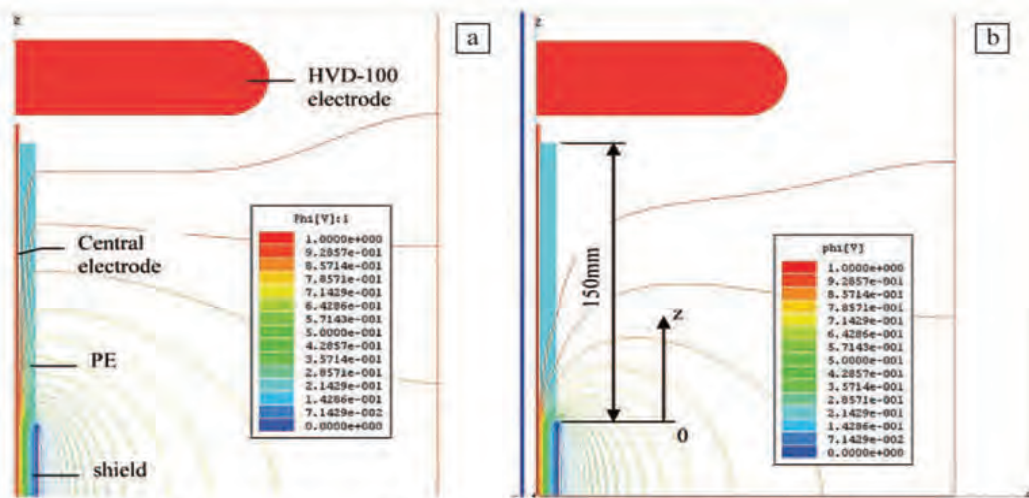 z
a
HVD-100
electrode
Phi[V]:1
1.0000e+000
9.2857e-001
8.5714e-001
7.8571e-001
7.1429e-001
6.4286e-001
5.7143e-001
5.0000e-001
4.2857e-001
3.5714e-001
2.8571e-001
2.1429e-001
1.4286e-001
7.1429e-002
0.0000e+000
Central
electrode
PE
shield
z
b
150mm
z
0
phi[V]
1.0000e+000
9.2857e-001
8.5714e-001
7.8571e-001
7.1429e-001
6.4286e-001
5.7143e-001
5.0000e-001
4.2857e-001
3.5714e-001
2.8571e-001
2.1429e-001
1.4286e-001
7.1429e-002
0.0000e+000